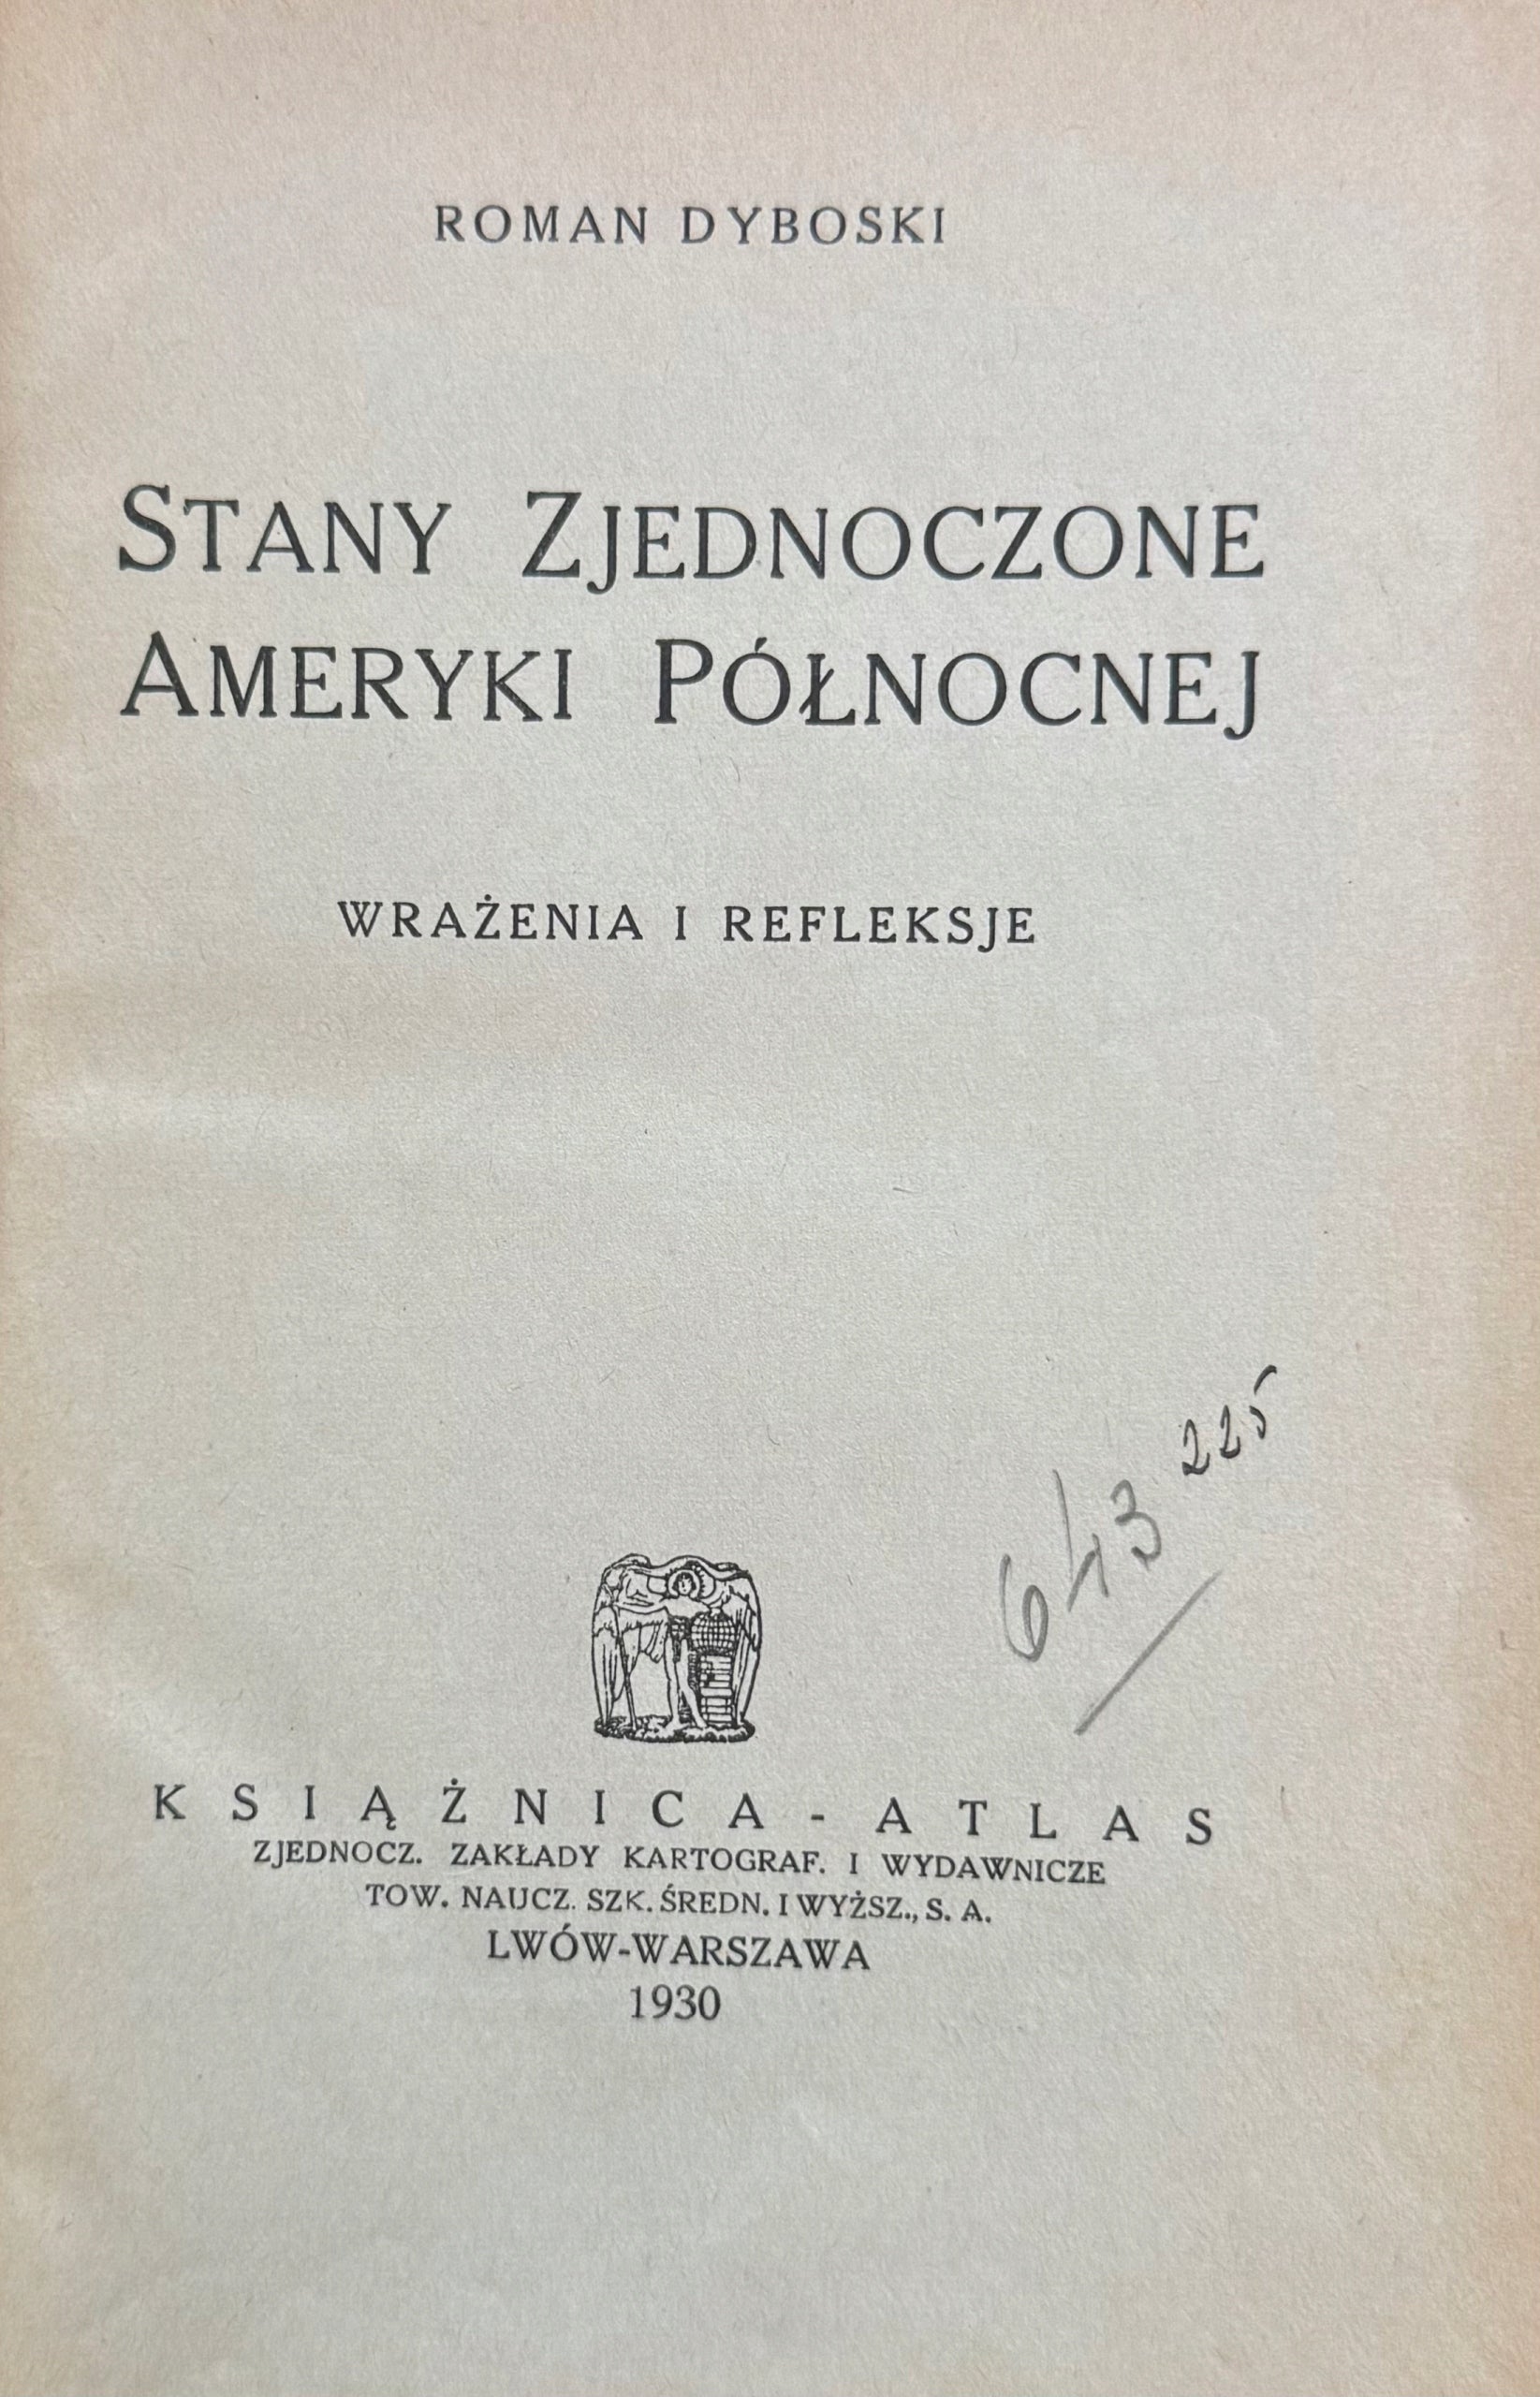 ROMAN DYBOSKI
STANY ZJEDNOCZONE
AMERYKI PÓŁNOCNEJ
WRAŻENIA I REFLEKSJE
225
643
KSIĄŻNICA-ATLAS
ZJEDNOCZ. ZAKŁADY KARTOGRAF. I WYDAWNICZE
TOW. NAUCZ. SZK. ŚREDN. I WYŻSZ., S. A.
LWÓW-WARSZAWA
1930